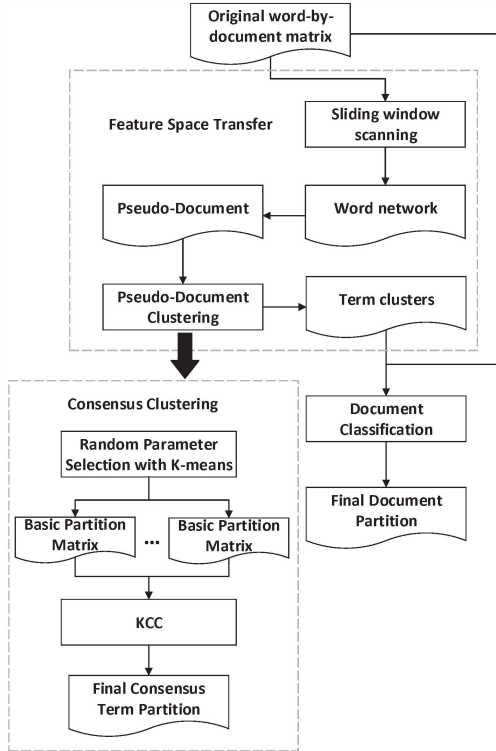 Original word-by-
document matrix
Feature Space Transfer
Sliding window
scanning
Pseudo-Document
Word network
Pseudo-Document
Clustering
Term clusters
Consensus Clustering
Document
Classification
Random Parameter
Selection with K-means
Final Document
Partition
Basic Partition
Matrix
...
Basic Partition
Matrix
KCC
Final Consensus
Term Partition